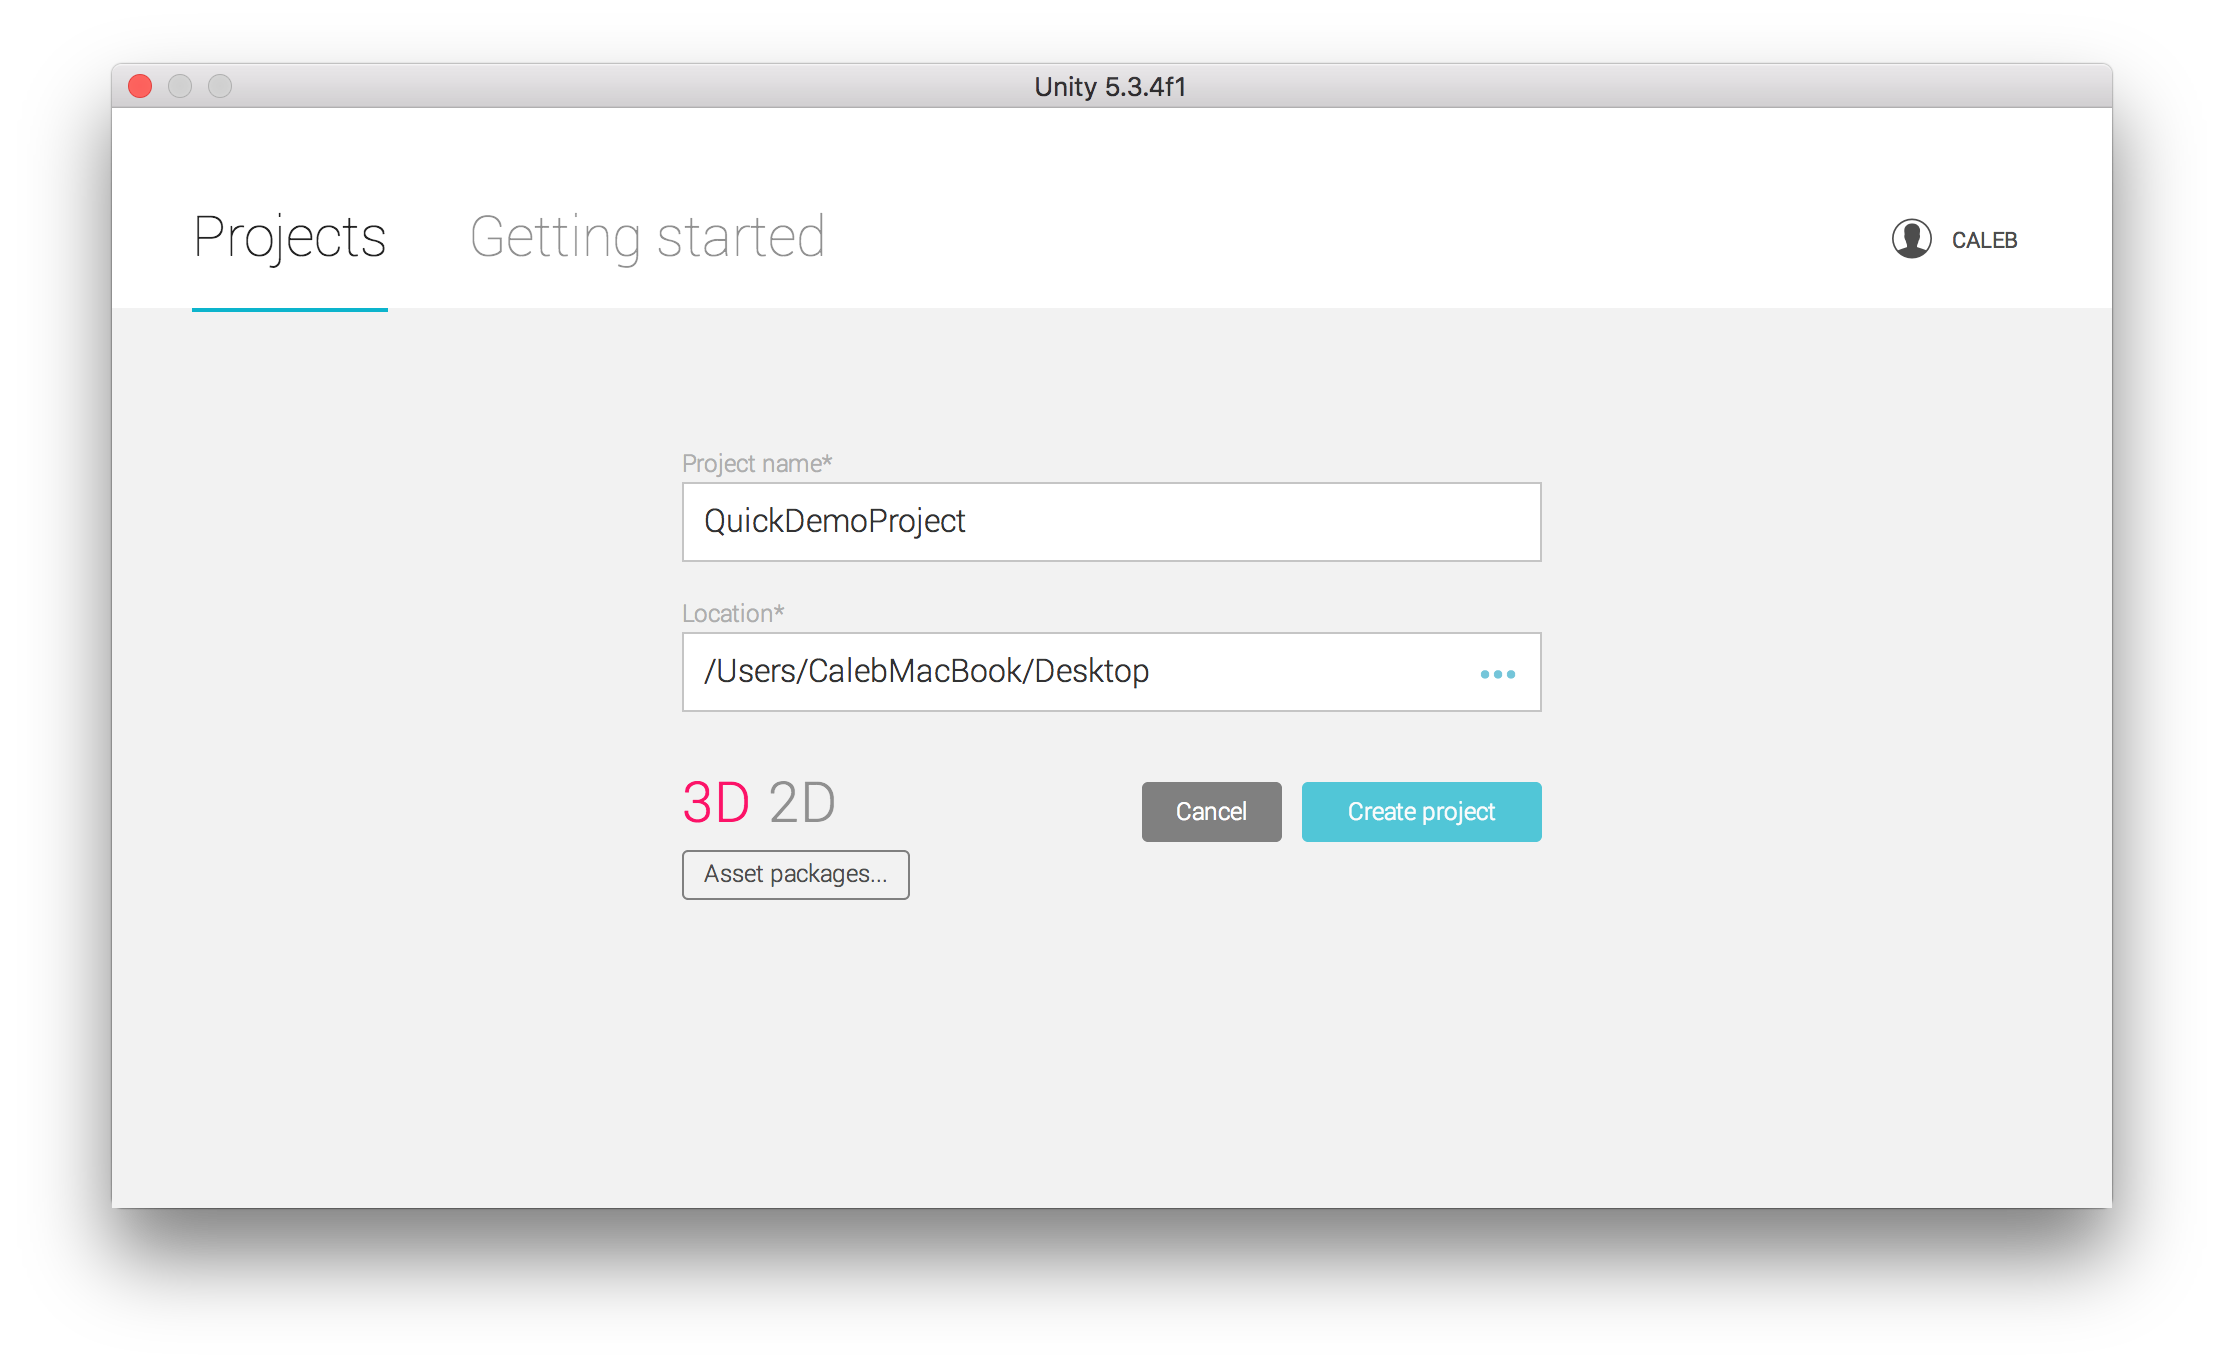 Unity 5.3.4f1
Projects Getting started CALEB
Project name*
QuickDemoProject
Location*
/Users/CalebMacBook/Desktop
3D 2D Cancel Create project
Asset packages...